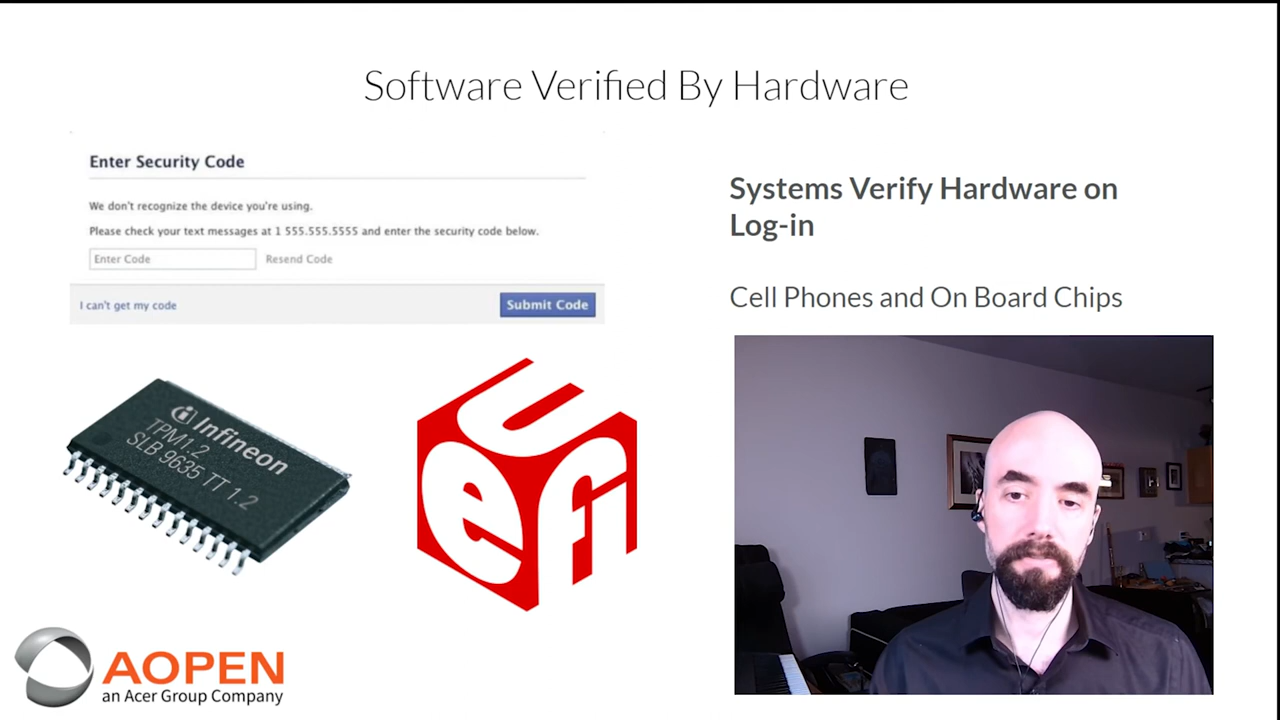 Software Verified By Hardware
Enter Security Code
We don't recognize the device you're using.
Please check your text messages at 1 555.555.5555 and enter the security code below.
Enter Code
Resend Code
I can't get my code
Submit Code
Systems Verify Hardware on
Log-in
Cell Phones and On Board Chips
Infineon
TPM1.2
SLB 9635 TT 1.2
uefi
AOPEN
an Acer Group Company